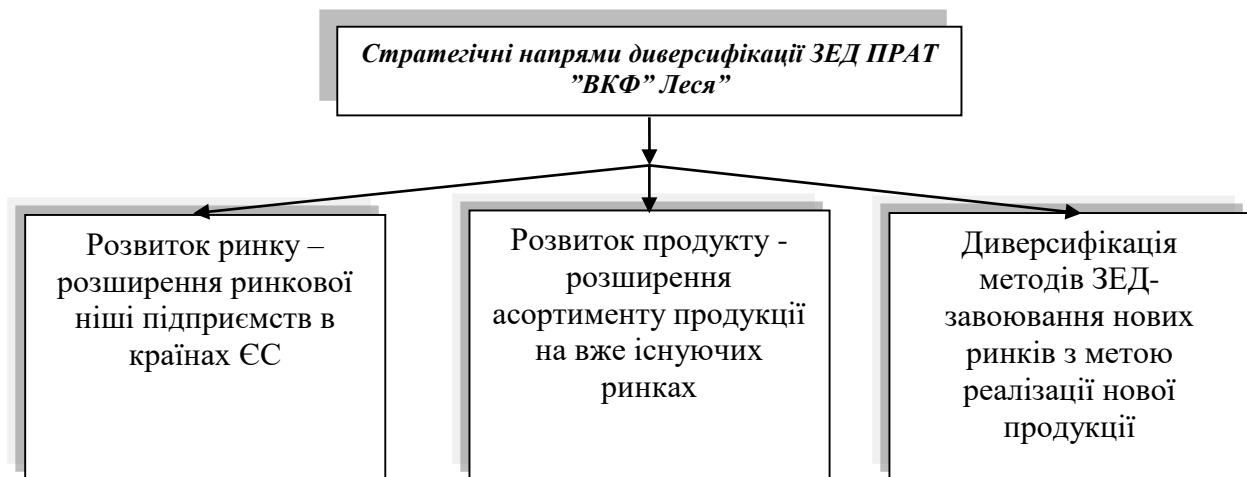 Стратегічні напрями диверсифікації ЗЕД ПРАТ
”ВКФ” Леся”
Розвиток ринку –
розширення ринкової
ніші підприємств в
країнах ЄС
Розвиток продукту -
розширення
асортименту продукції
на вже існуючих
ринках
Диверсифікація
методів ЗЕД-
завоювання нових
ринків з метою
реалізації нової
продукції